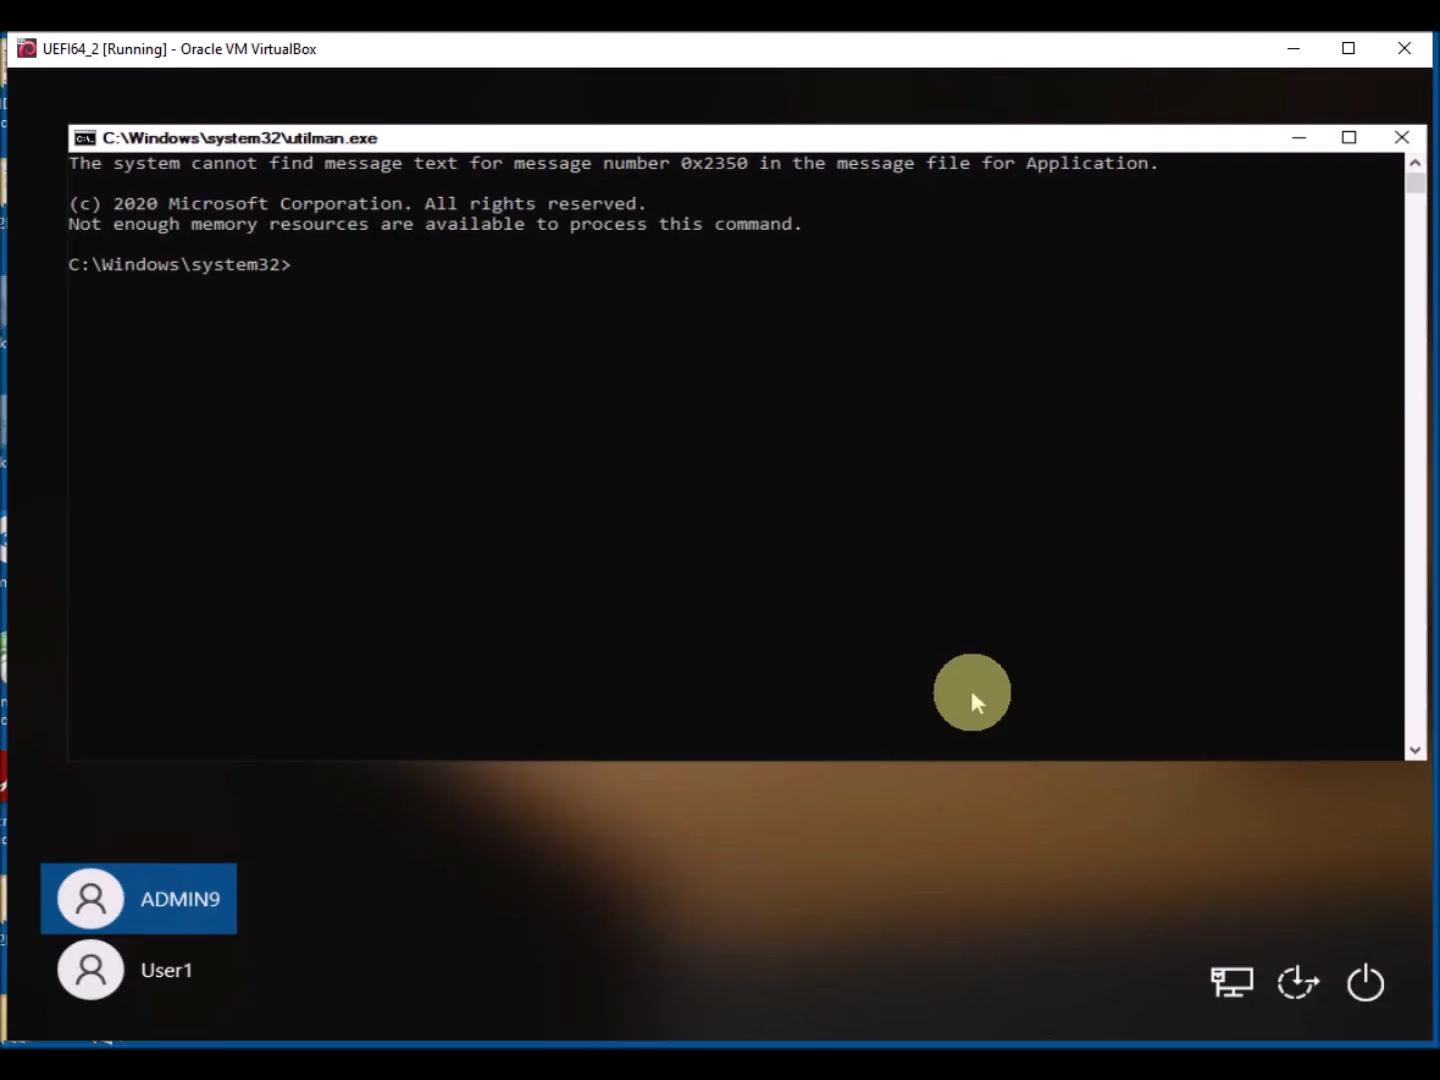 UEFI64_2 [Running] - Oracle VM VirtualBox
C:\Windows\system32\utilman.exe
The system cannot find message text for message number 0x2350 in the message file for Application.
(c) 2020 Microsoft Corporation. All rights reserved.
Not enough memory resources are available to process this command.
C:\Windows\system32>
ADMIN9
User1